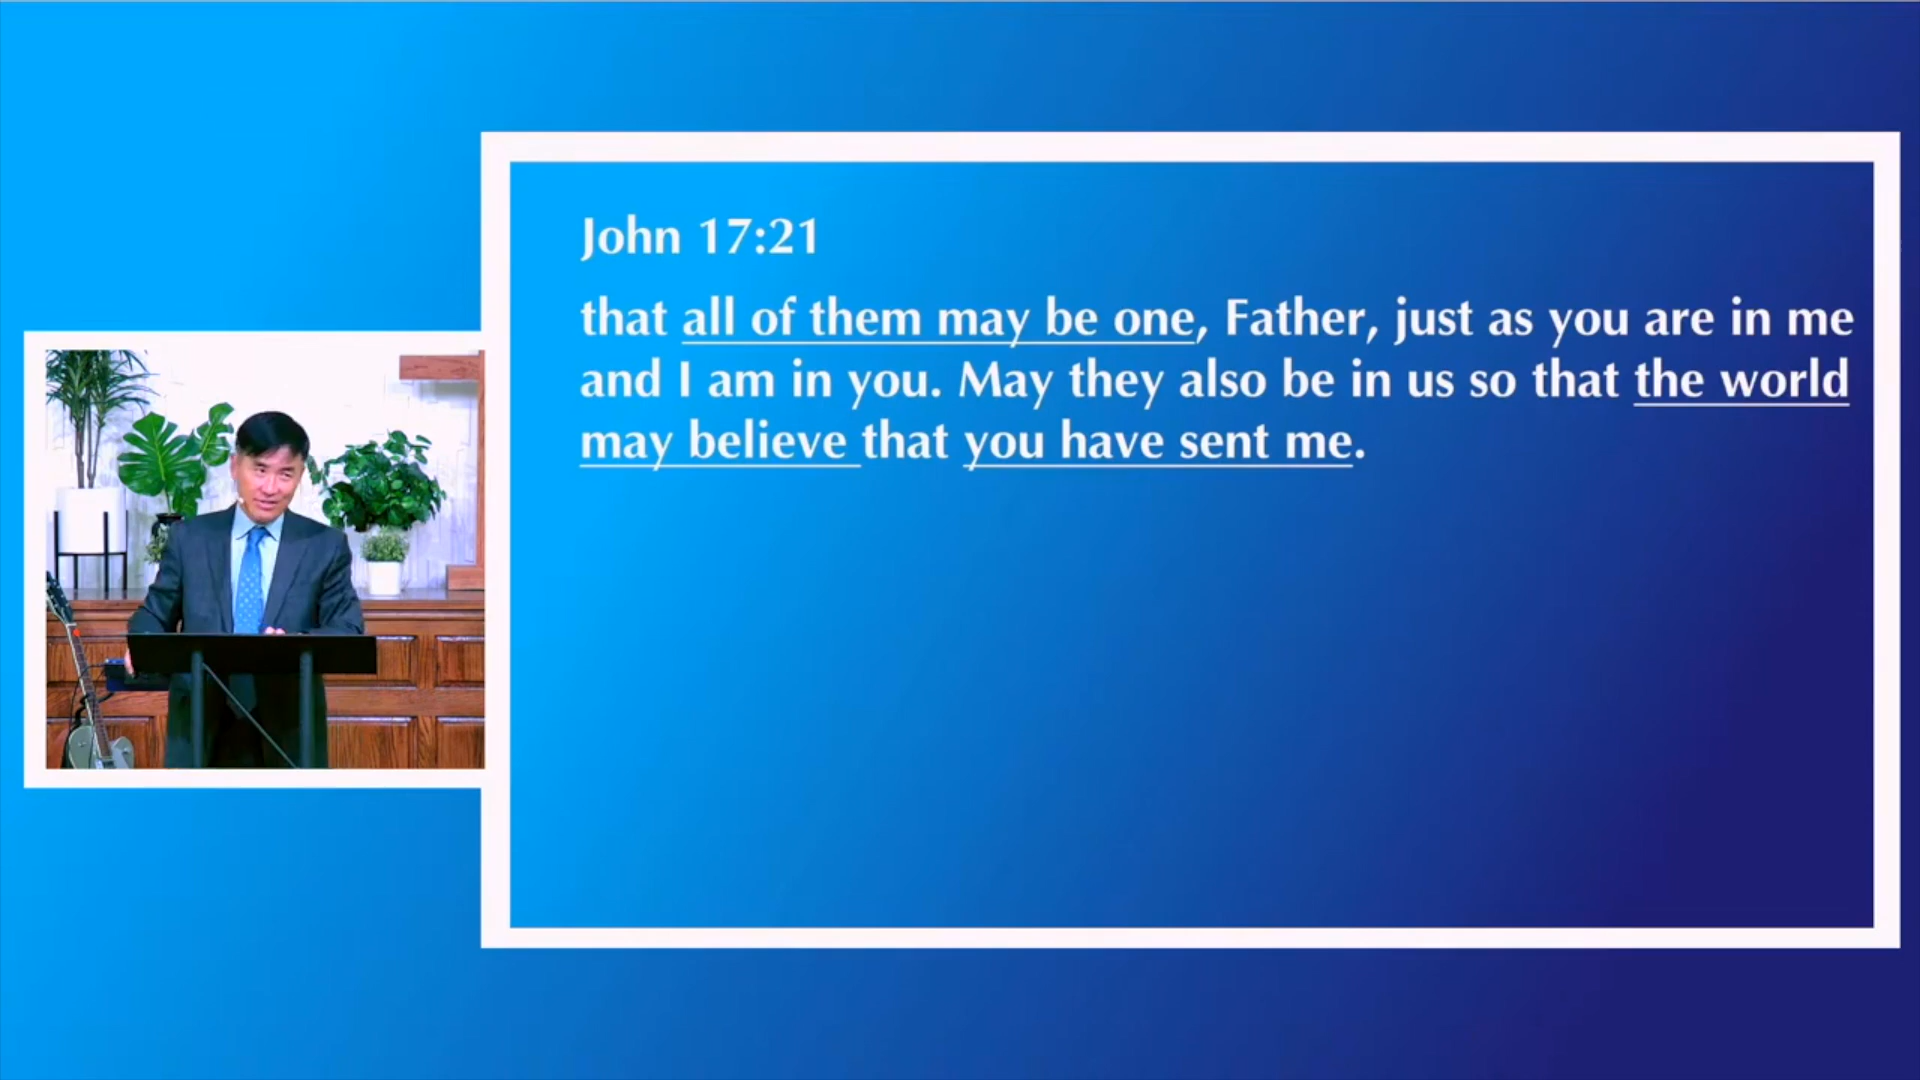 John 17:21
that all of them may be one, Father, just as you are in me
and I am in you. May they also be in us so that the world
may believe that you have sent me.